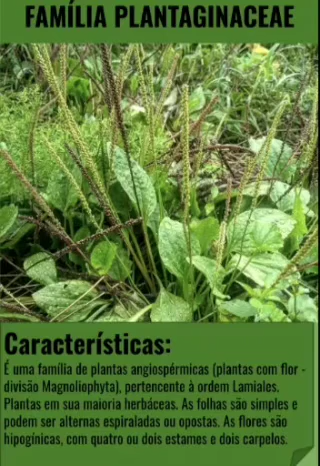 FAMÍLIA PLANTAGINACEAE
Características:
É uma família de plantas angiospérmicas (plantas com flor -
divisão Magnoliophyta), pertencente à ordem Lamiales.
Plantas em sua maioria herbáceas. As folhas são simples e
podem ser alternas espiraladas ou opostas. As flores são
hipogínicas, com quatro ou dois estames e dois carpelos.